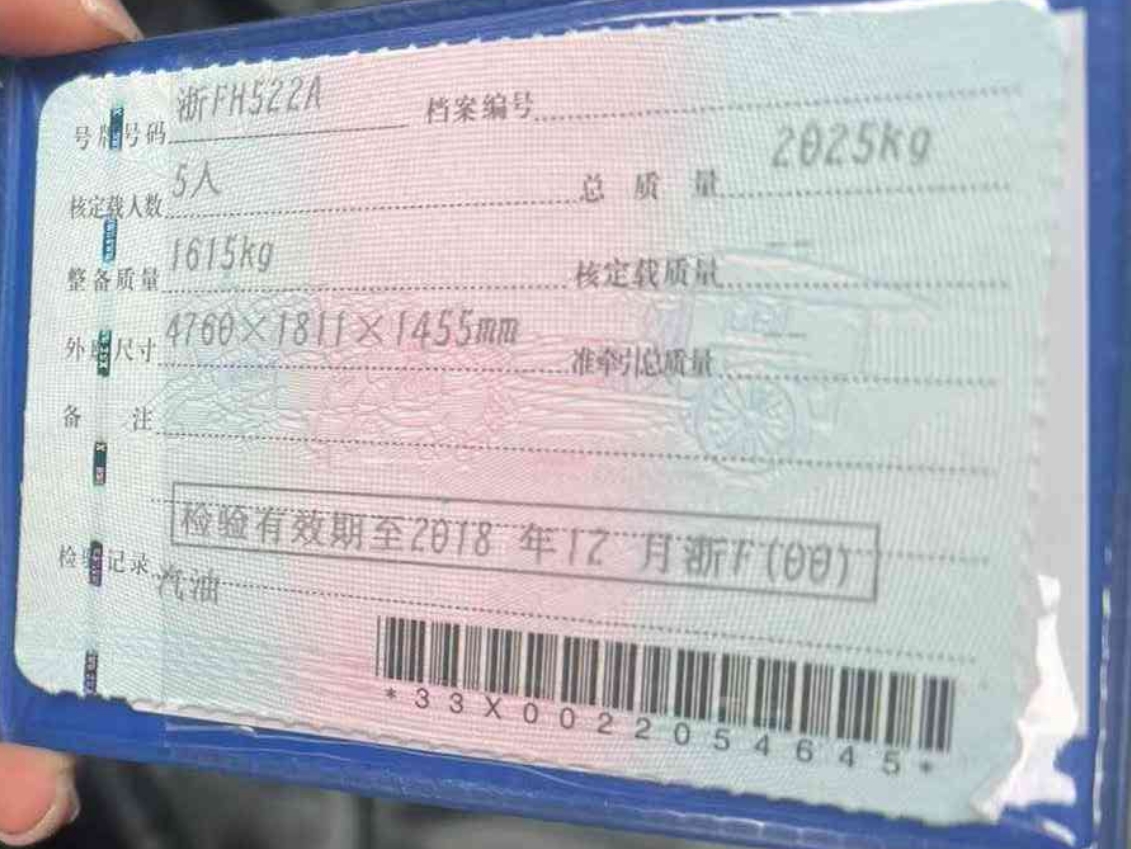 号牌号码 浙FH522A 档案编号
核定载人数 5人 总质量 2025kg
整备质量 1615kg 核定载质量 --
外廓尺寸 4760×1811×1455mm 准牵引总质量 --
备注
检验有效期至2018年12月浙F(00)
检验记录
汽油
*33X0022054645*